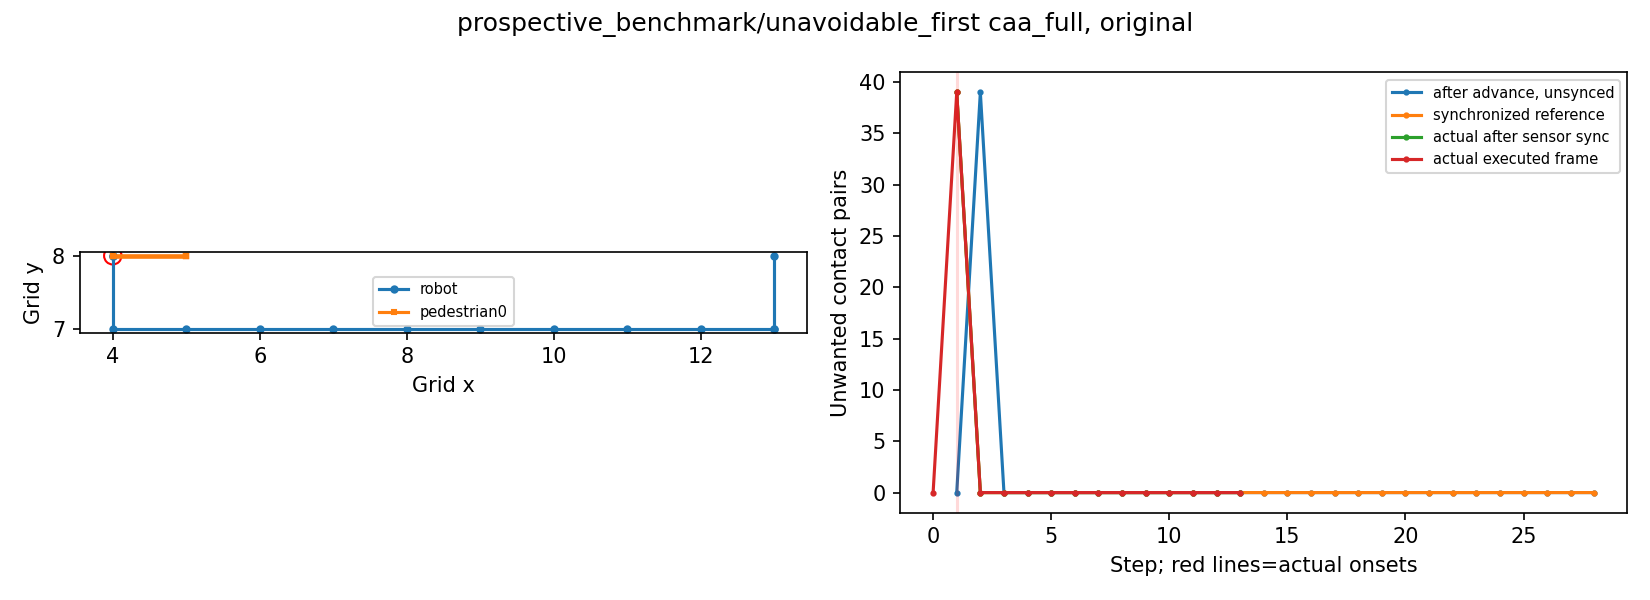 prospective_benchmark/unavoidable_first caa_full, original
8
7
Grid y
4
6
8
10
12
Grid x
robot
pedestrian0
40
35
30
25
20
15
10
5
0
Unwanted contact pairs
0
5
10
15
20
25
Step; red lines=actual onsets
after advance, unsynced
synchronized reference
actual after sensor sync
actual executed frame